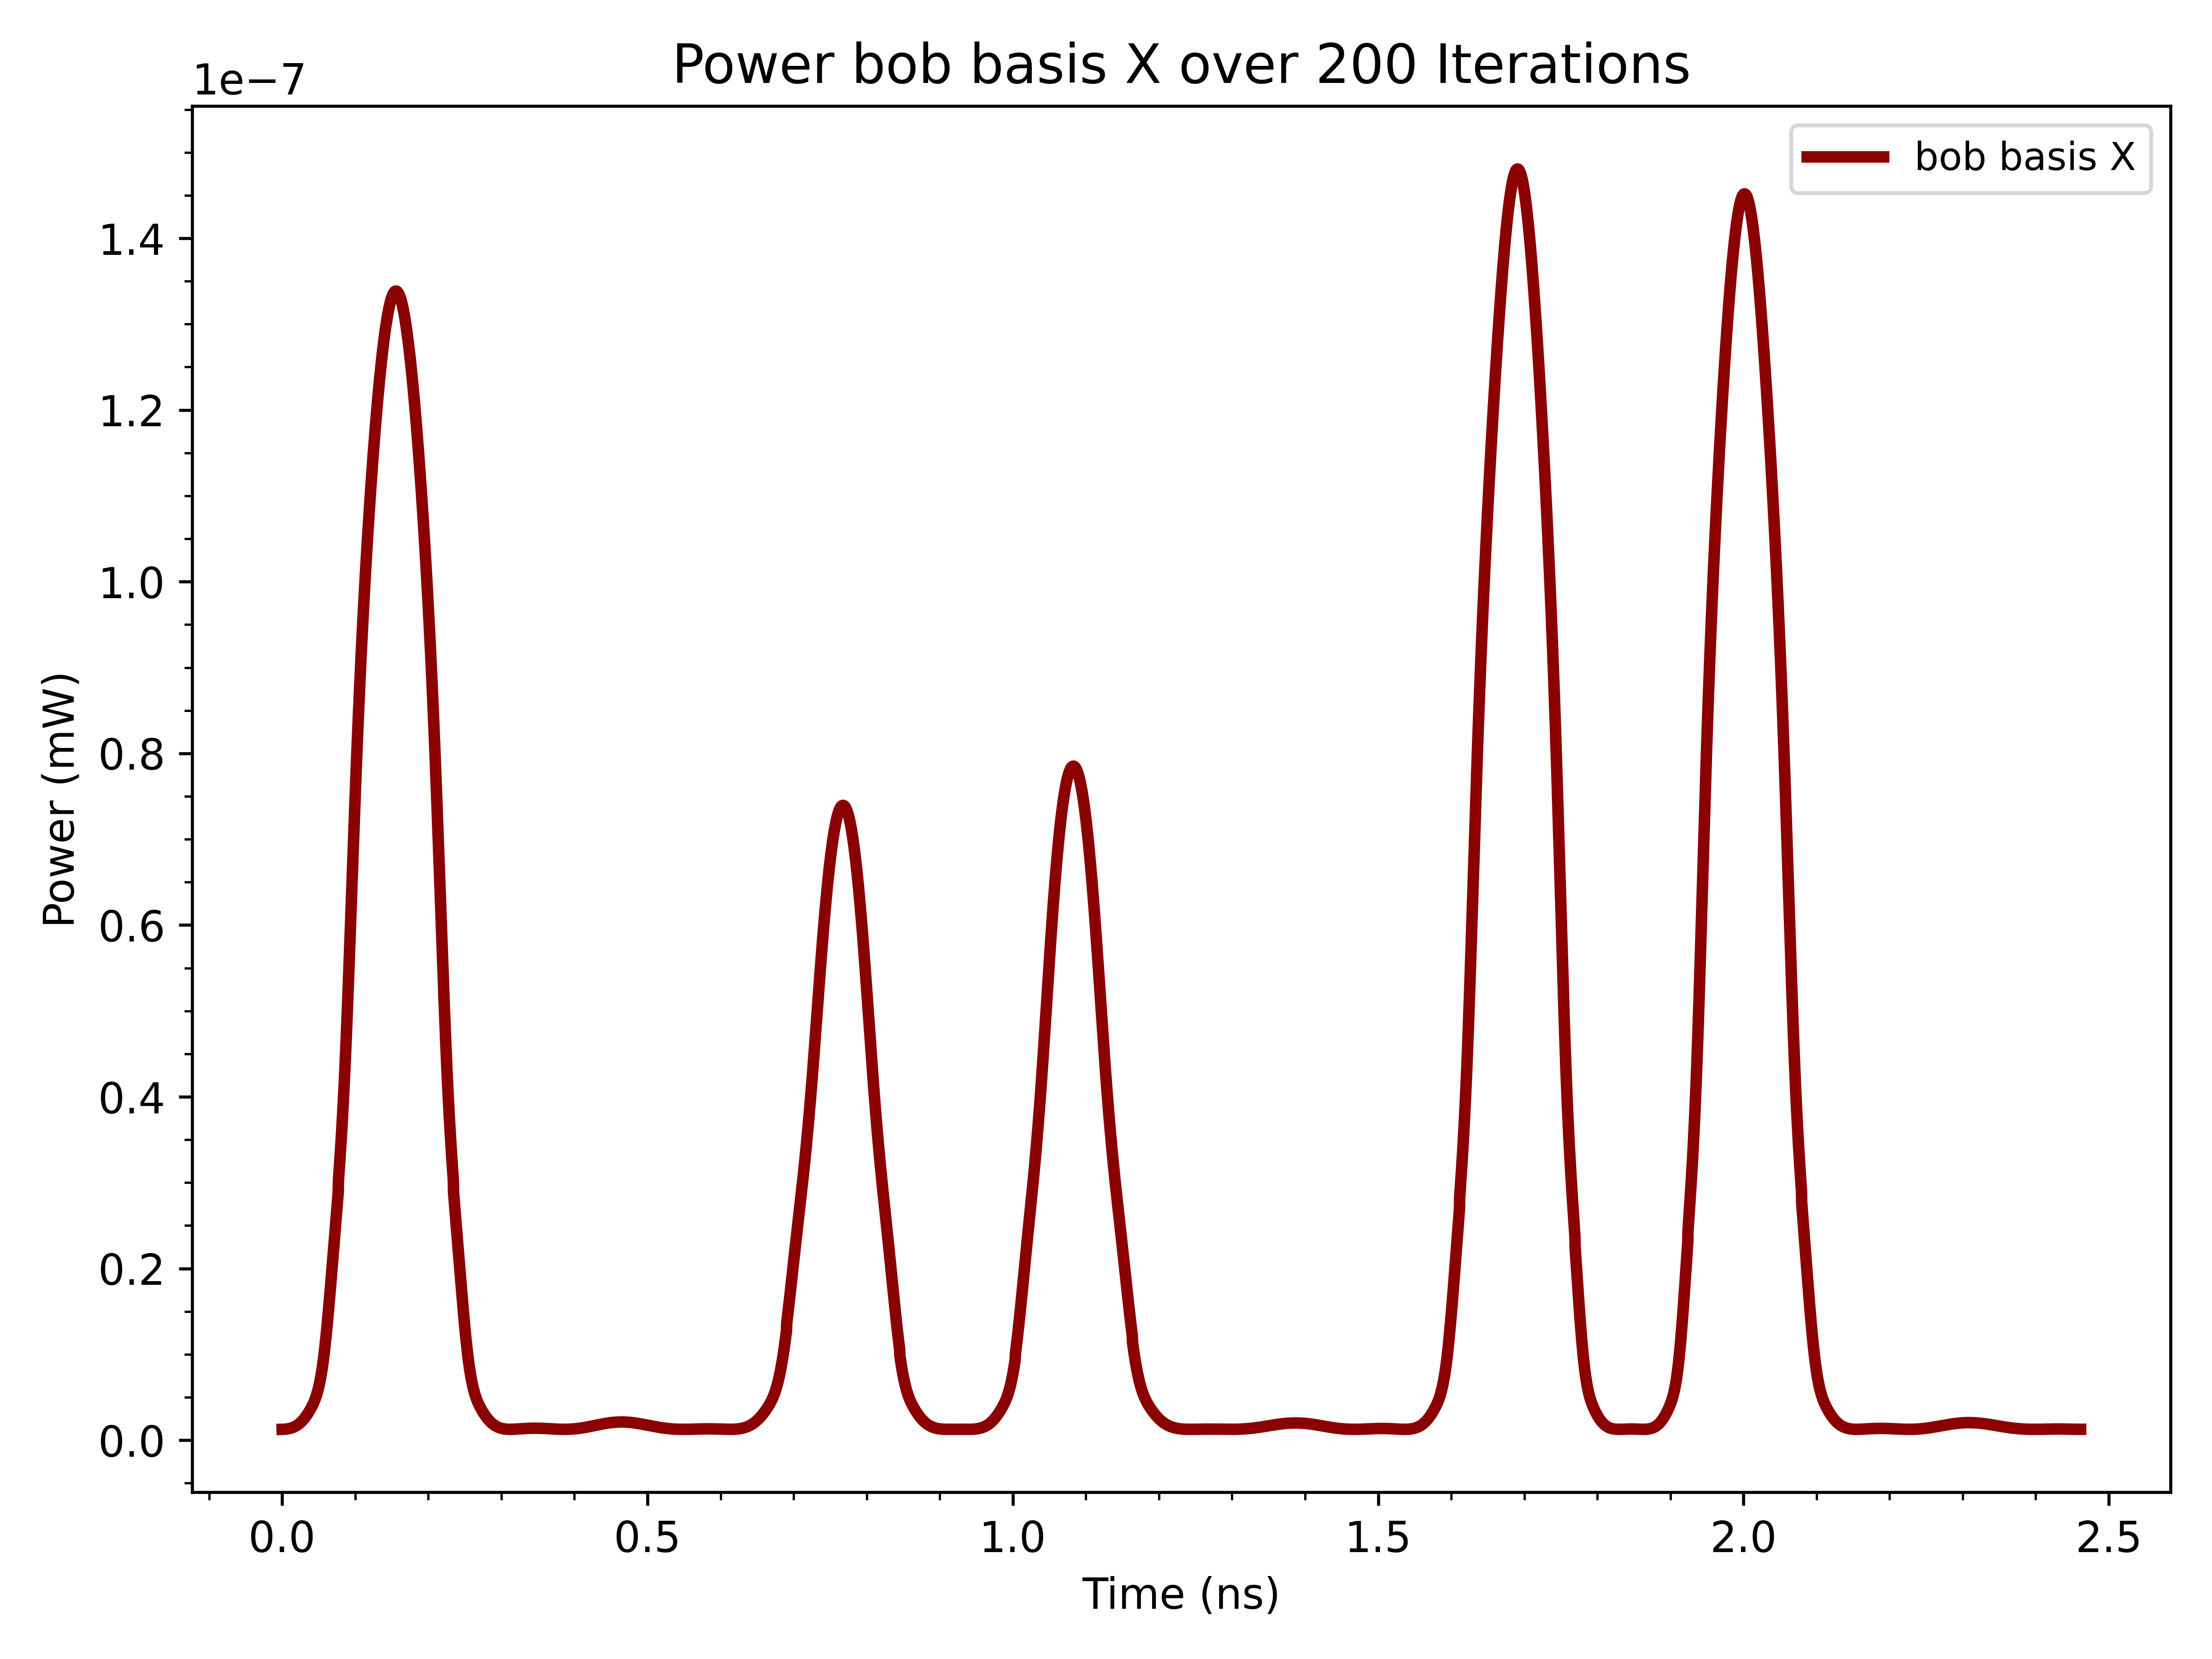 Power bob basis X over 200 Iterations
1e−7
bob basis X
1.4
1.2
1.0
0.8
0.6
0.4
0.2
0.0
Power (mW)
0.0 0.5 1.0 1.5 2.0 2.5
Time (ns)